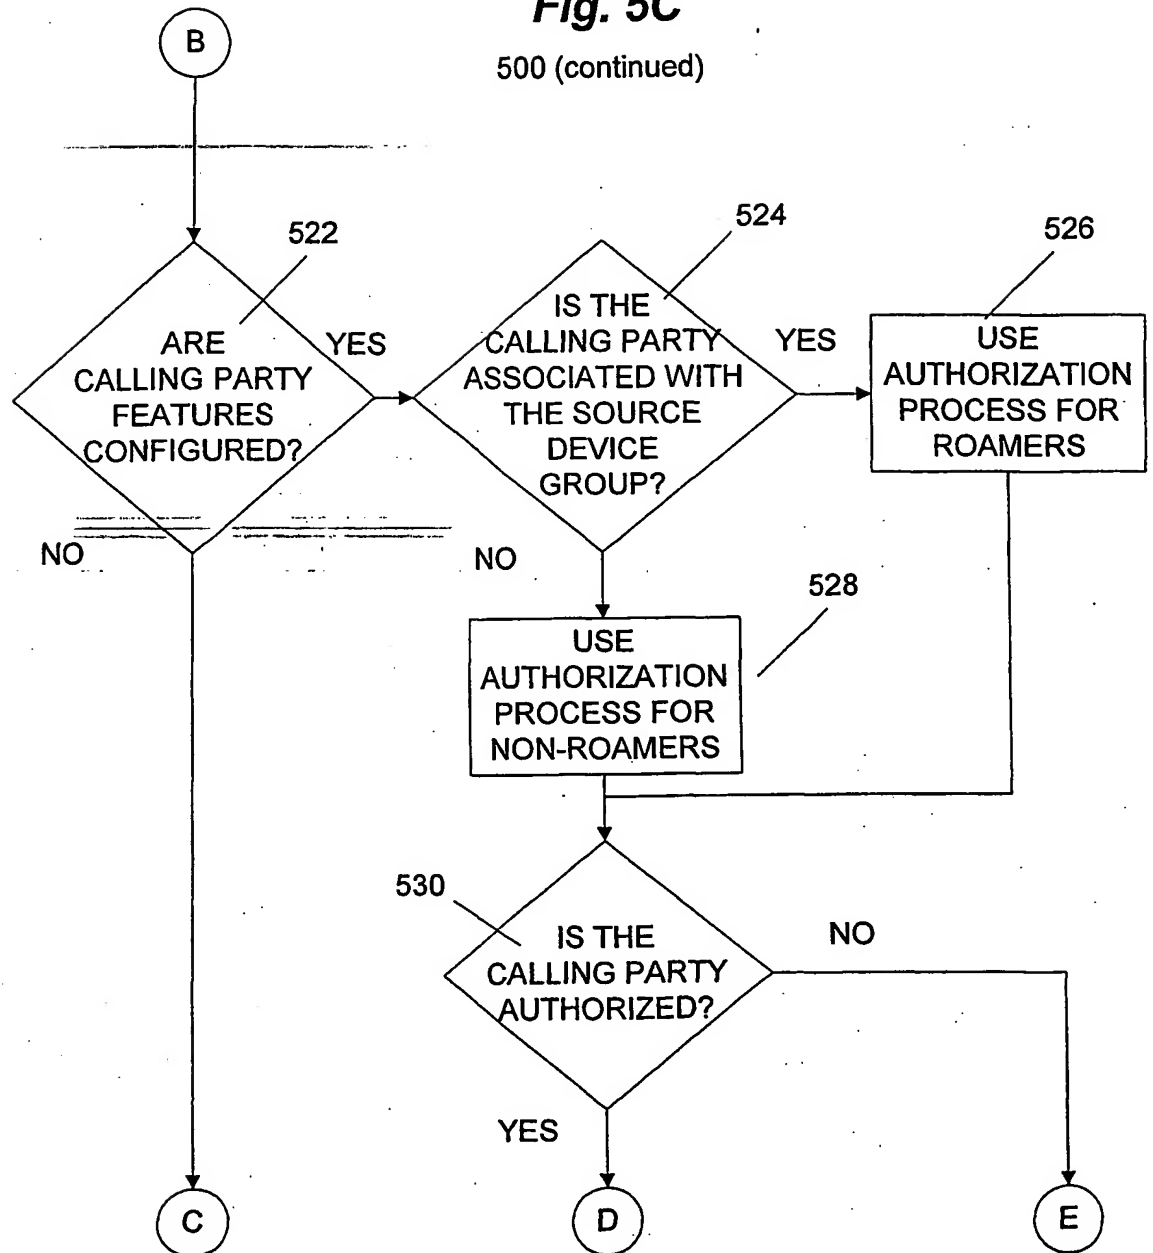 Fig. 5C
500 (continued)
B
522
ARE
CALLING PARTY
FEATURES
CONFIGURED?
YES
NO
524
IS THE
CALLING PARTY
ASSOCIATED WITH
THE SOURCE
DEVICE
GROUP?
YES
NO
526
USE
AUTHORIZATION
PROCESS FOR
ROAMERS
528
USE
AUTHORIZATION
PROCESS FOR
NON-ROAMERS
530
IS THE
CALLING PARTY
AUTHORIZED?
NO
YES
C
D
E